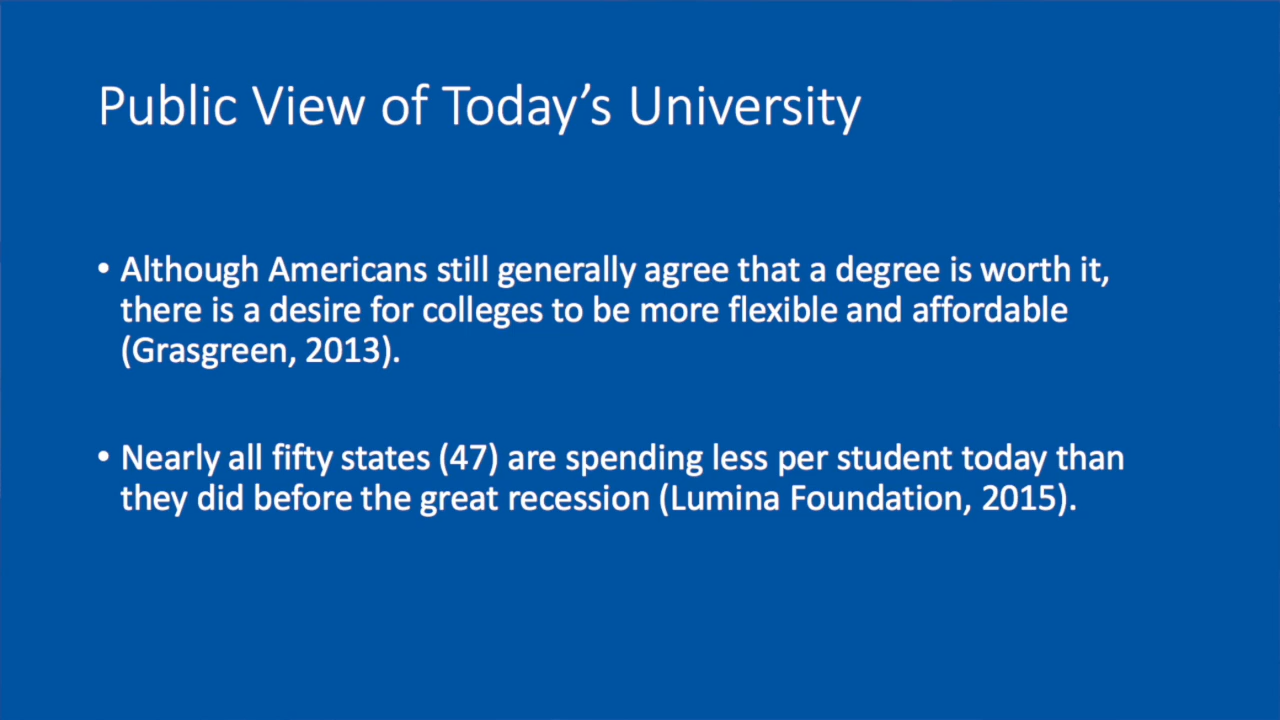 Public View of Today’s University
• Although Americans still generally agree that a degree is worth it,
there is a desire for colleges to be more flexible and affordable
(Grasgreen, 2013).
• Nearly all fifty states (47) are spending less per student today than
they did before the great recession (Lumina Foundation, 2015).